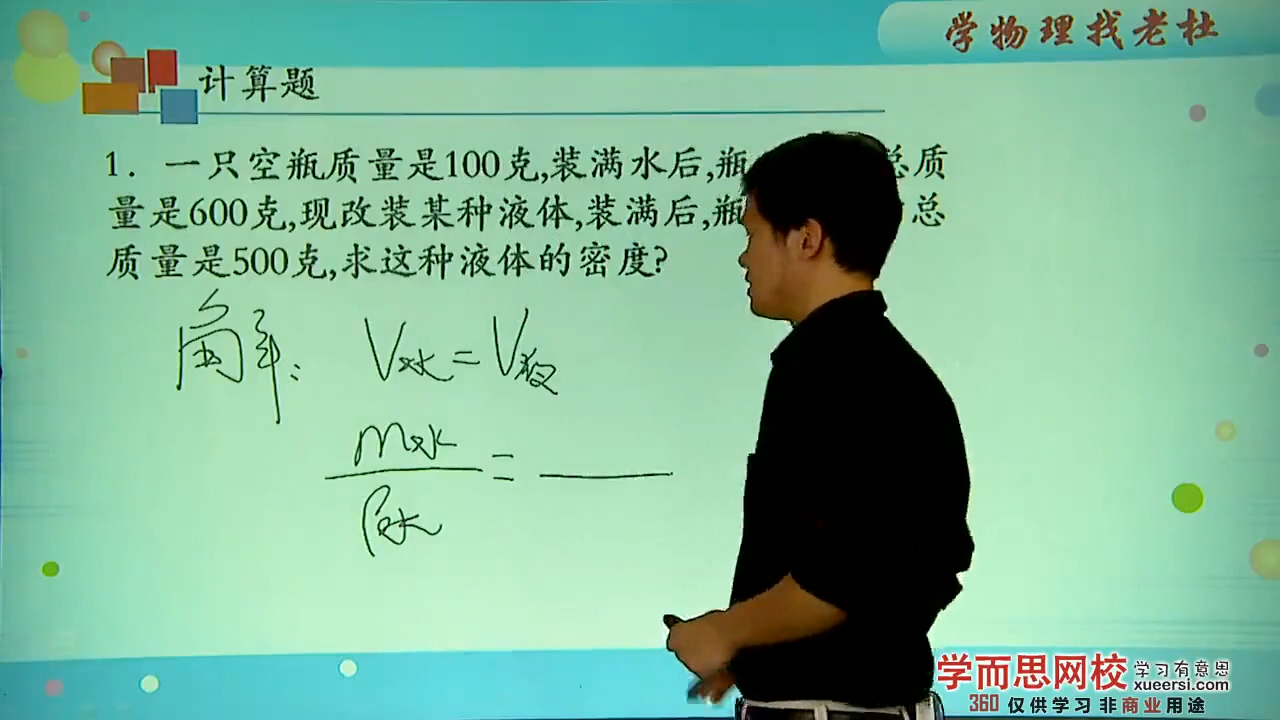 学物理找老杜
计算题
1. 一只空瓶质量是100克,装满水后,瓶 总质
量是600克,现改装某种液体,装满后,瓶 总
质量是500克,求这种液体的密度?
解: V水=V液
m水
=
ρ水
学而思网校 学习有意思
xueersi.com
360 仅供学习 非商业用途